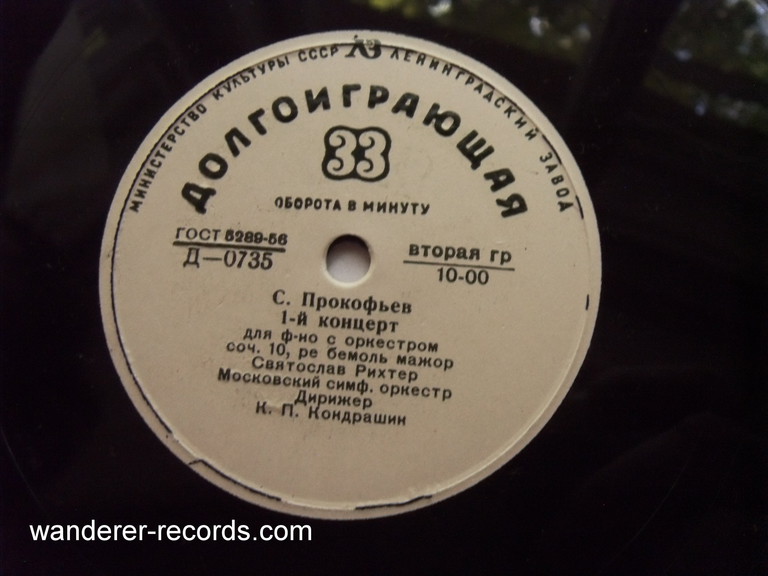 МИНИСТЕРСТВО КУЛЬТУРЫ СССР ЛЗ ЛЕНИНГРАДСКИЙ ЗАВОД
ДОЛГОИГРАЮЩАЯ
33
ОБОРОТА В МИНУТУ
ГОСТ 5289-56
Д—0735
вторая гр
10-00
С. Прокофьев
1-й концерт
для ф-но с оркестром
соч. 10, ре бемоль мажор
Святослав Рихтер
Московский симф. оркестр
Дирижер
К. П. Кондрашин
wanderer-records.com